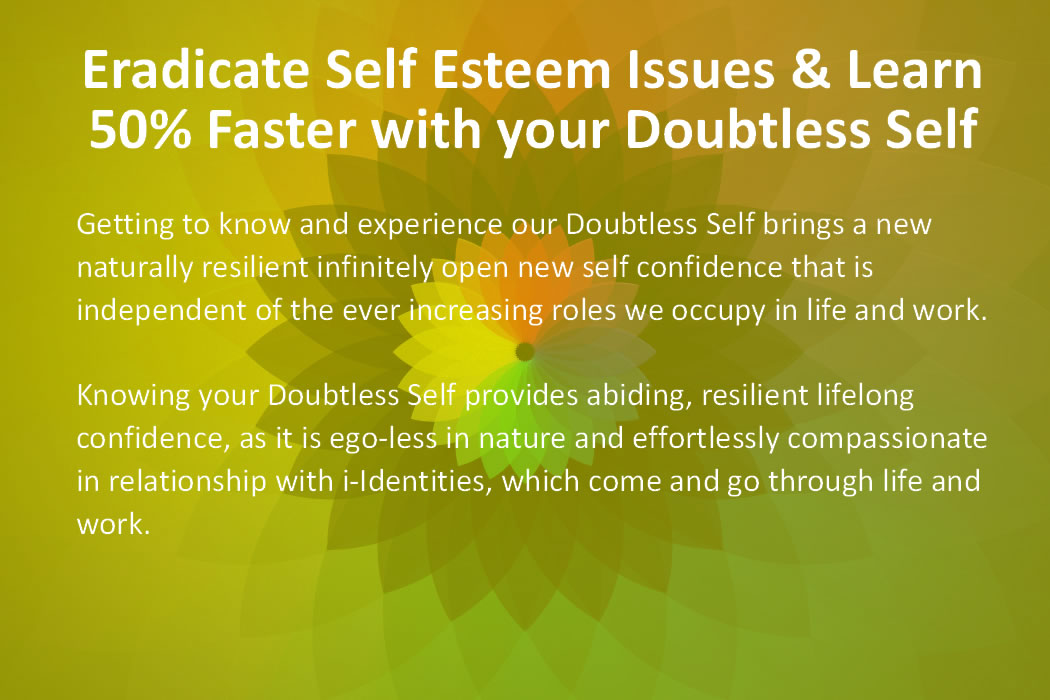 Eradicate Self Esteem Issues & Learn
50% Faster with your Doubtless Self
Getting to know and experience our Doubtless Self brings a new
naturally resilient infinitely open new self confidence that is
independent of the ever increasing roles we occupy in life and work.
Knowing your Doubtless Self provides abiding, resilient lifelong
confidence, as it is ego-less in nature and effortlessly compassionate
in relationship with i-Identities, which come and go through life and
work.